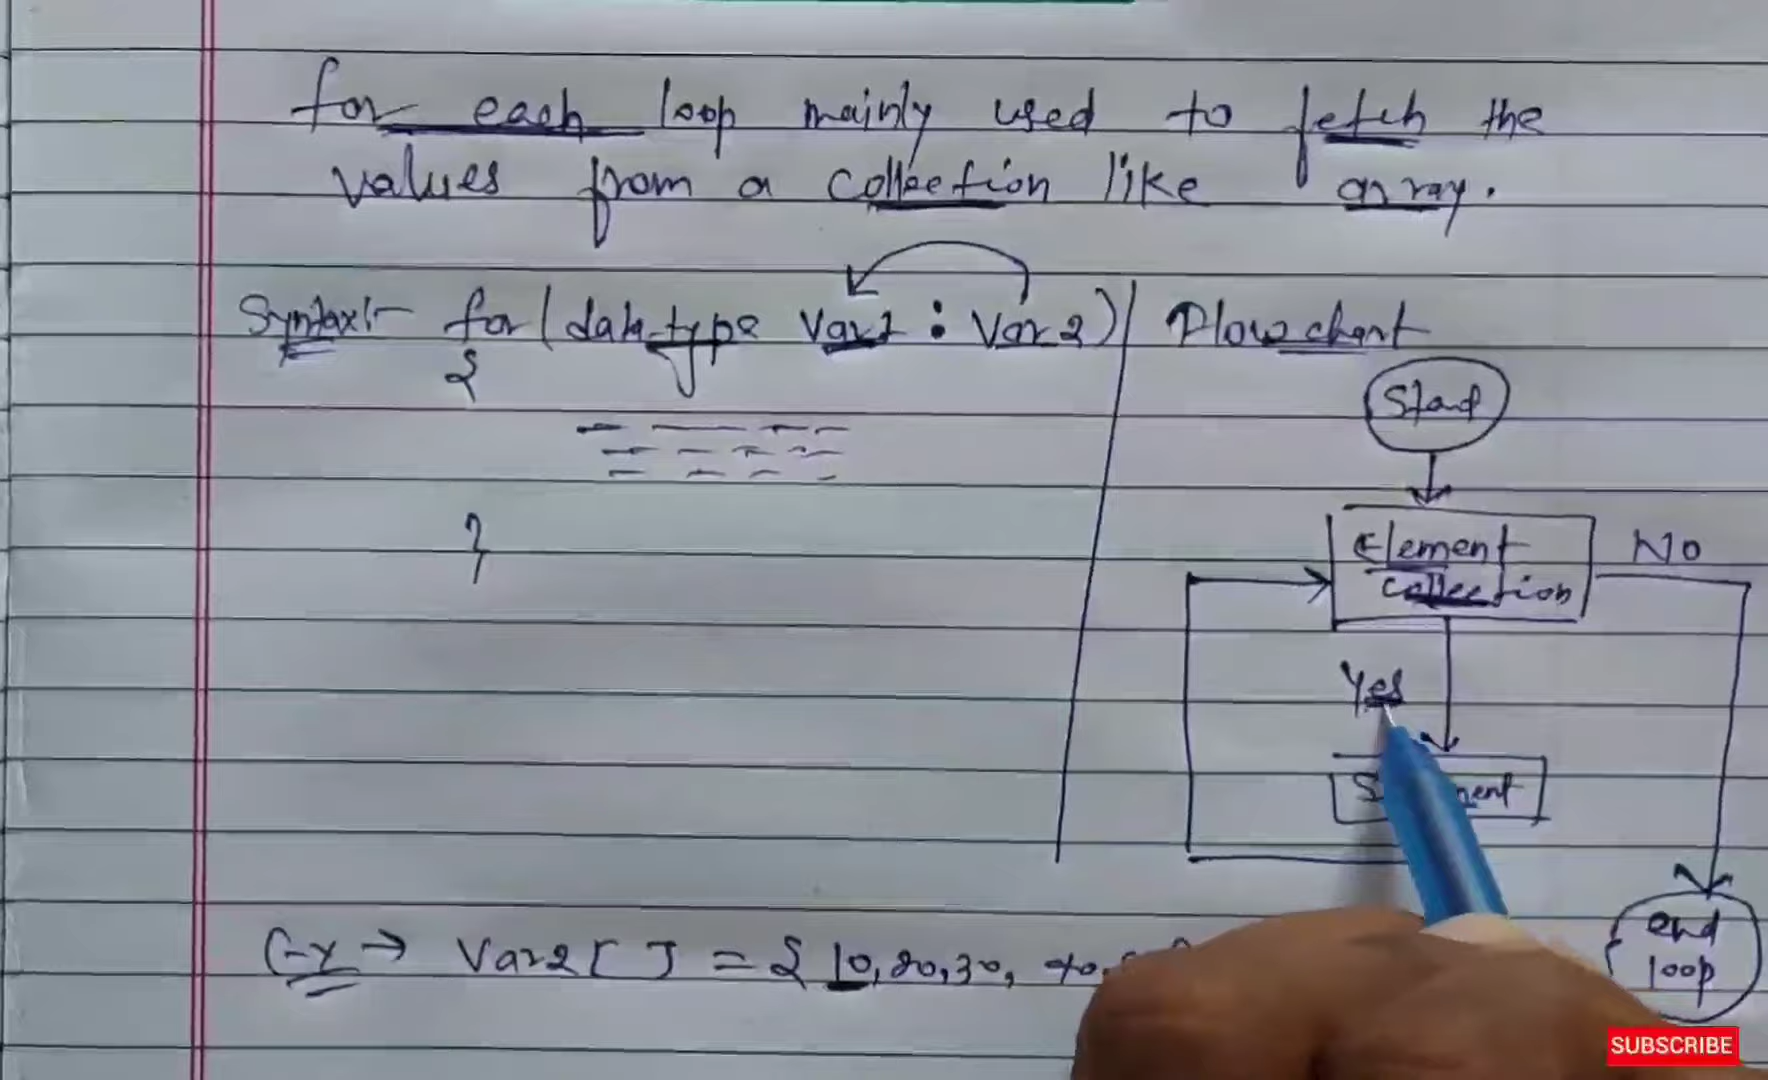 for each loop mainly used to fetch the
values from a collection like array.
Syntax:- for(data type Var1 : Var2)
{
}
Flowchart
Start
Element
collection
No
Yes
end
loop
Ex → Var2[ ] = { 10, 20, 30, 40,
SUBSCRIBE